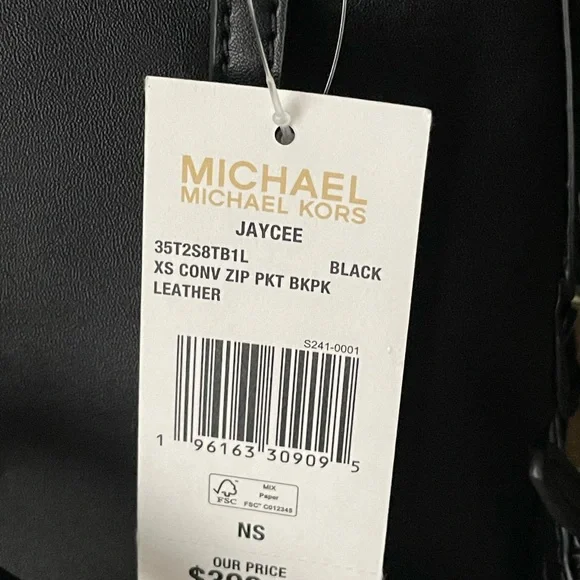 MICHAEL
MICHAEL KORS
JAYCEE
35T2S8TB1L BLACK
XS CONV ZIP PKT BKPK
LEATHER
S241-0001
1 96163 30909 5
FSC
MIX
Paper
FSC™ C012345
NS
OUR PRICE